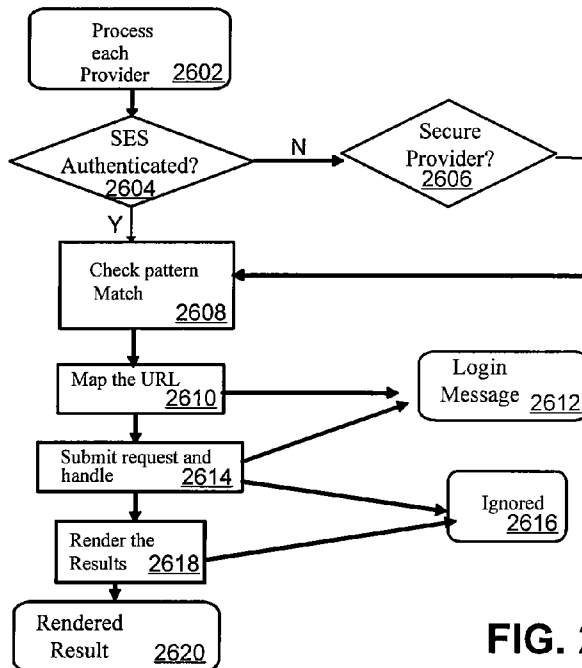 Process
each
Provider 2602
SES
Authenticated?
2604
N
Secure
Provider?
2606
Y
Check pattern
Match
2608
Map the URL
2610
Login
Message 2612
Submit request and
handle 2614
Ignored
2616
Render the
Results 2618
Rendered
Result 2620
FIG. 2